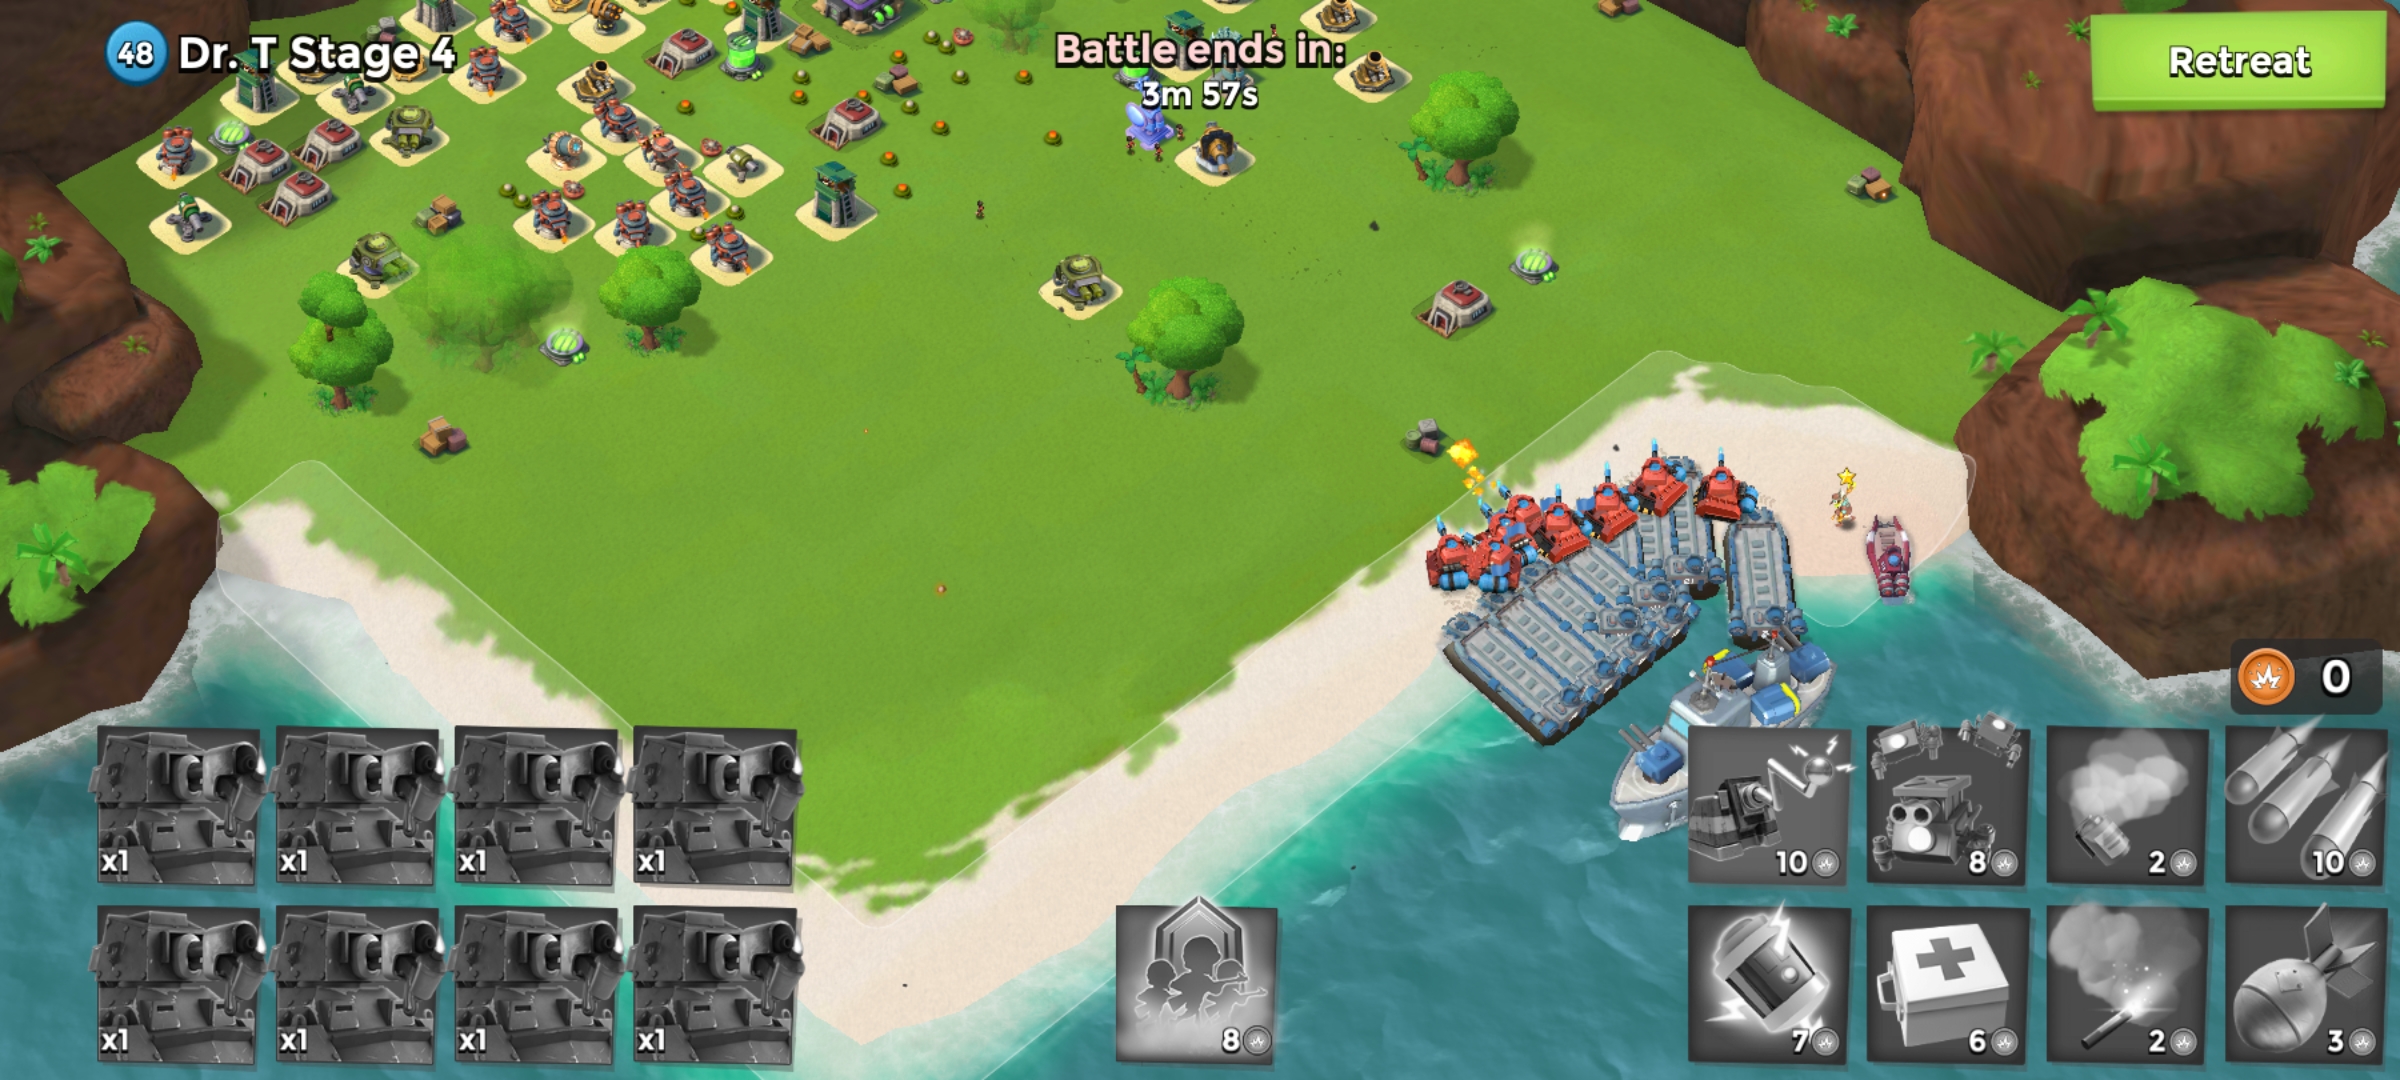 48 Dr. T Stage 4
Battle ends in:
3m 57s
Retreat
0
x1 x1 x1 x1
10 8 2 10
x1 x1 x1 x1
8
7 6 2 3